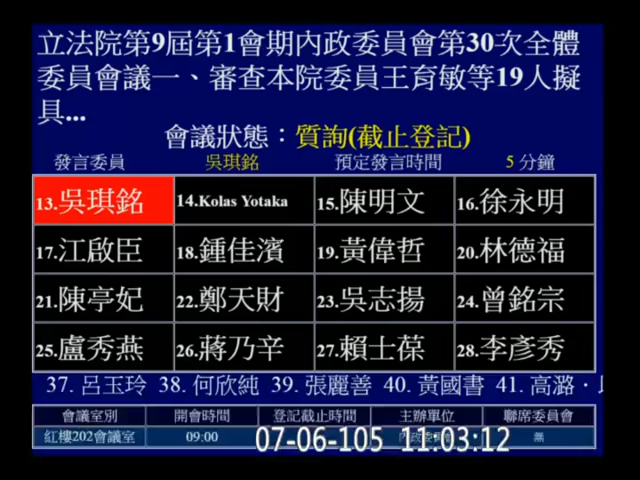 立法院第9屆第1會期內政委員會第30次全體
委員會議一、審查本院委員王育敏等19人擬
具...
會議狀態：質詢(截止登記)
發言委員 吳琪銘 預定發言時間 5 分鐘
13.吳琪銘 14.Kolas Yotaka 15.陳明文 16.徐永明
17.江啟臣 18.鍾佳濱 19.黃偉哲 20.林德福
21.陳亭妃 22.鄭天財 23.吳志揚 24.曾銘宗
25.盧秀燕 26.蔣乃辛 27.賴士葆 28.李彥秀
37. 呂玉玲 38. 何欣純 39. 張麗善 40. 黃國書 41. 高潞．
會議室別 開會時間 登記截止時間 主辦單位 聯席委員會
紅樓202會議室 09:00 無
07-06-105 11:03:12